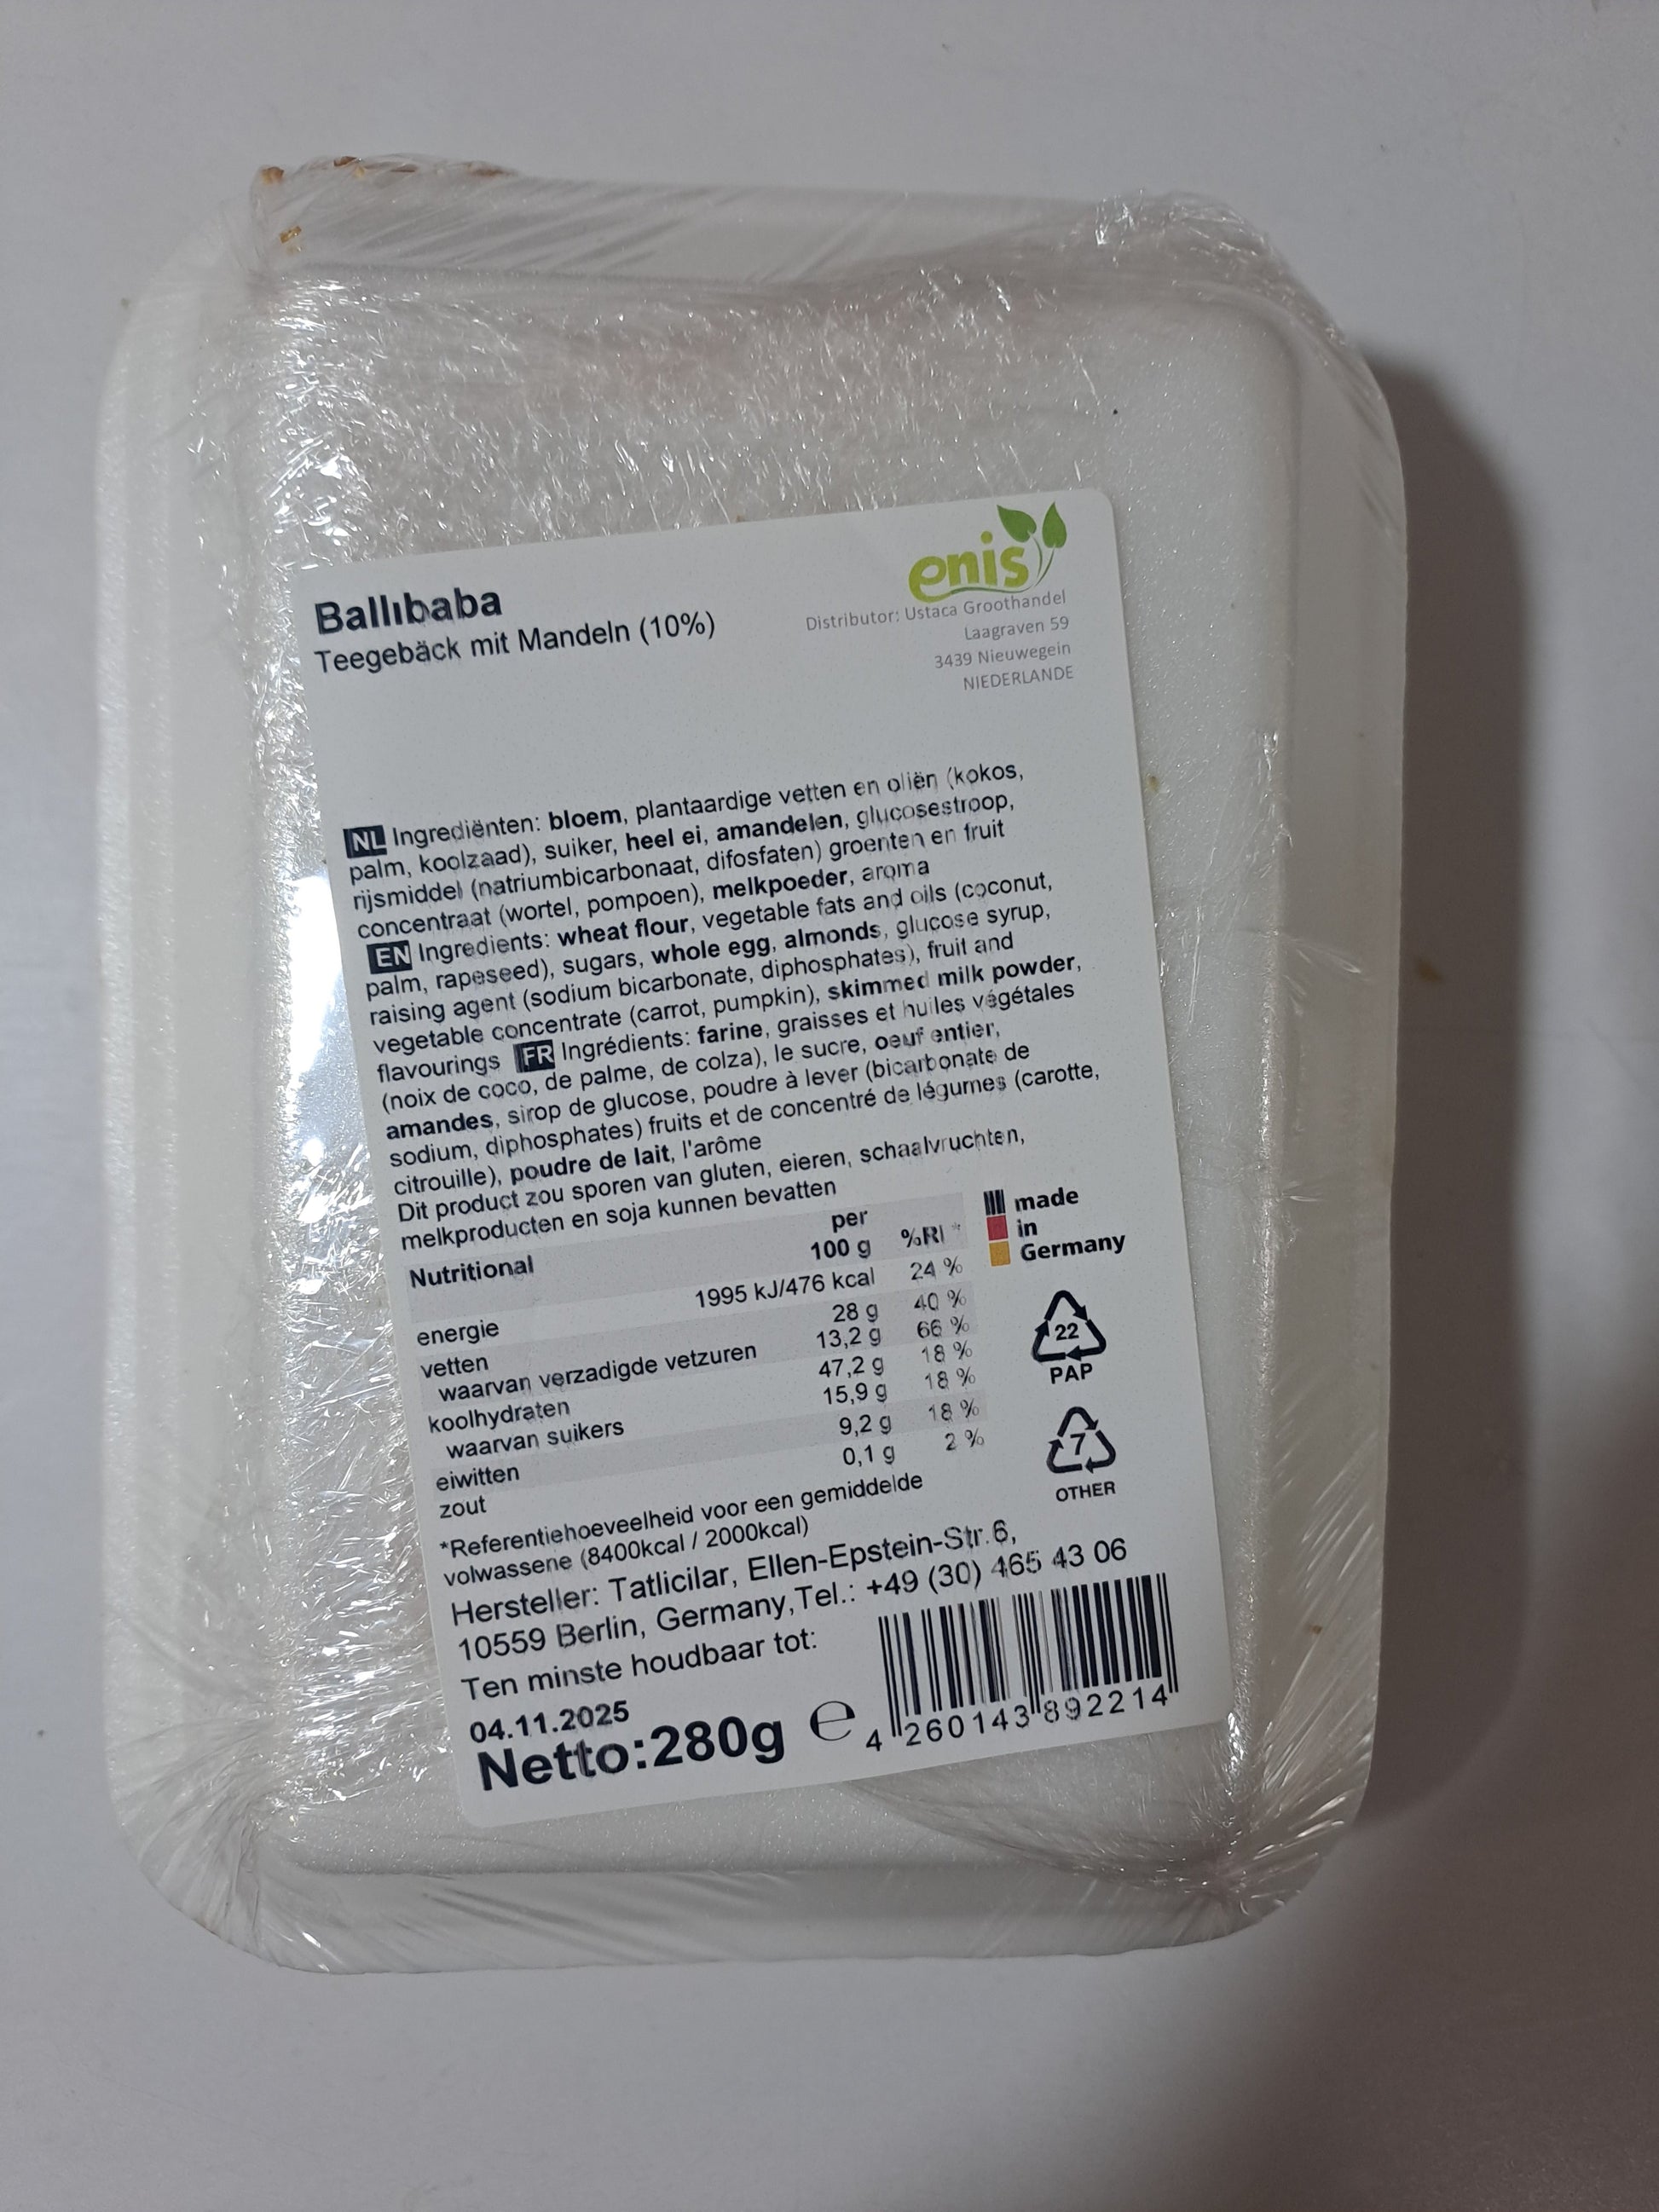 Ballıbaba
Teegebäck mit Mandeln (10%)
enis
Distributor: Ustaca Groothandel
Laagraven 59
3439 Nieuwegein
NIEDERLANDE
NL Ingrediënten: bloem, plantaardige vetten en oliën (kokos,
palm, koolzaad), suiker, heel ei, amandelen, glucosestroop,
rijsmiddel (natriumbicarbonaat, difosfaten) groenten en fruit
concentraat (wortel, pompoen), melkpoeder, aroma
EN Ingredients: wheat flour, vegetable fats and oils (coconut,
palm, rapeseed), sugars, whole egg, almonds, glucose syrup,
raising agent (sodium bicarbonate, diphosphates), fruit and
vegetable concentrate (carrot, pumpkin), skimmed milk powder,
flavourings FR Ingrédients: farine, graisses et huiles végétales
(noix de coco, de palme, de colza), le sucre, oeuf entier,
amandes, sirop de glucose, poudre à lever (bicarbonate de
sodium, diphosphates) fruits et de concentré de légumes (carotte,
citrouille), poudre de lait, l'arôme
Dit product zou sporen van gluten, eieren, schaalvruchten,
melkproducten en soja kunnen bevatten
Nutritional per 100 g %RI *
energie 1995 kJ/476 kcal 24 %
vetten 28 g 40 %
waarvan verzadigde vetzuren 13,2 g 66 %
koolhydraten 47,2 g 18 %
waarvan suikers 15,9 g 18 %
eiwitten 9,2 g 18 %
zout 0,1 g 2 %
made
in
Germany
22
PAP
7
OTHER
*Referentiehoeveelheid voor een gemiddelde
volwassene (8400kcal / 2000kcal)
Hersteller: Tatlicilar, Ellen-Epstein-Str.6,
10559 Berlin, Germany,Tel.: +49 (30) 465 43 06
Ten minste houdbaar tot:
04.11.2025
Netto:280g e
4 260143 892214